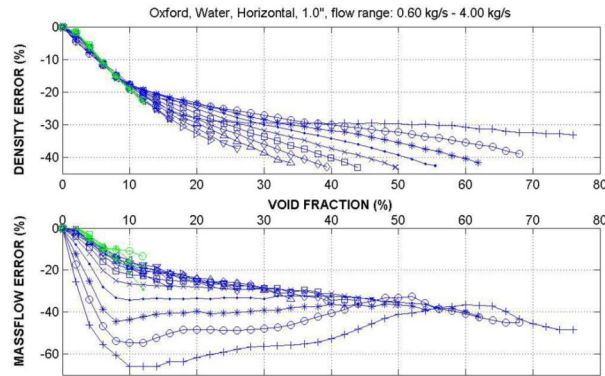 Oxford, Water, Horizontal, 1.0", flow range: 0.60 kg/s - 4.00 kg/s
DENSITY ERROR (%)
0
-10
-20
-30
-40
0 10 20 30 40 50 60 70 80
VOID FRACTION (%)
0 10 20 30 40 50 60 70 80
MASSFLOW ERROR (%)
0
-20
-40
-60